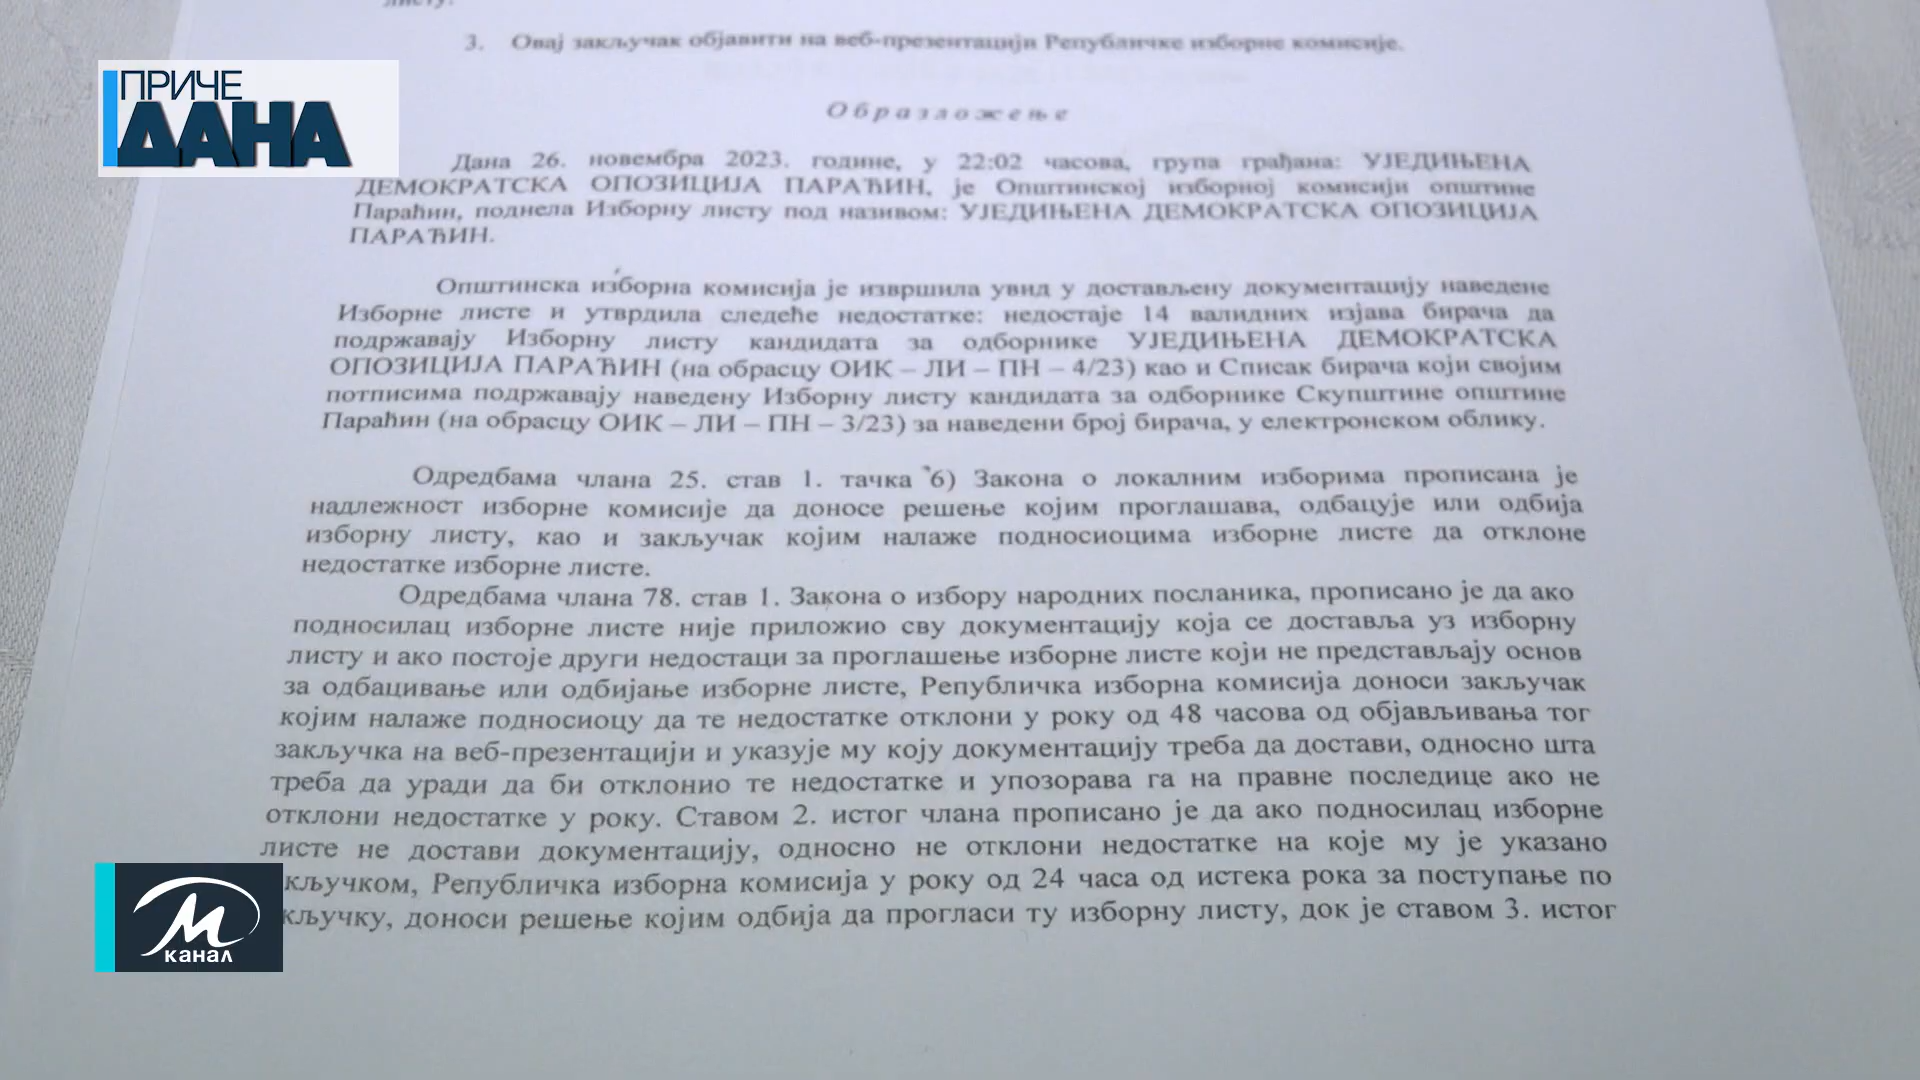 листу.
3. Овај закључак објавити на веб-презентацији Републичке изборне комисије.
ПРИЧЕ
ДАНА
Образложење
Дана 26. новембра 2023. године, у 22:02 часова, група грађана: УЈЕДИЊЕНА
ДЕМОКРАТСКА ОПОЗИЦИЈА ПАРАЋИН, је Општинској изборној комисији општине
Параћин, поднела Изборну листу под називом: УЈЕДИЊЕНА ДЕМОКРАТСКА ОПОЗИЦИЈА
ПАРАЋИН.
Општинска изборна комисија је извршила увид у достављену документацију наведене
Изборне листе и утврдила следеће недостатке: недостаје 14 валидних изјава бирача да
подржавају Изборну листу кандидата за одборнике УЈЕДИЊЕНА ДЕМОКРАТСКА
ОПОЗИЦИЈА ПАРАЋИН (на обрасцу ОИК – ЛИ – ПН – 4/23) као и Списак бирача који својим
потписима подржавају наведену Изборну листу кандидата за одборнике Скупштине општине
Параћин (на обрасцу ОИК – ЛИ – ПН – 3/23) за наведени број бирача, у електронском облику.
Одредбама члана 25. став 1. тачка 6) Закона о локалним изборима прописана је
надлежност изборне комисије да доносе решење којим проглашава, одбацује или одбија
изборну листу, као и закључак којим налаже подносиоцима изборне листе да отклоне
недостатке изборне листе.
Одредбама члана 78. став 1. Закона о избору народних посланика, прописано је да ако
подносилац изборне листе није приложио сву документацију која се доставља уз изборну
листу и ако постоје други недостаци за проглашење изборне листе који не представљају основ
за одбацивање или одбијање изборне листе, Републичка изборна комисија доноси закључак
којим налаже подносиоцу да те недостатке отклони у року од 48 часова од објављивања тог
закључка на веб-презентацији и указује му коју документацију треба да достави, односно шта
треба да уради да би отклонио те недостатке и упозорава га на правне последице ако не
отклони недостатке у року. Ставом 2. истог члана прописано је да ако подносилац изборне
листе не достави документацију, односно не отклони недостатке на које му је указано
кључком, Републичка изборна комисија у року од 24 часа од истека рока за поступање по
кључку, доноси решење којим одбија да прогласи ту изборну листу, док је ставом 3. истог
М
канал